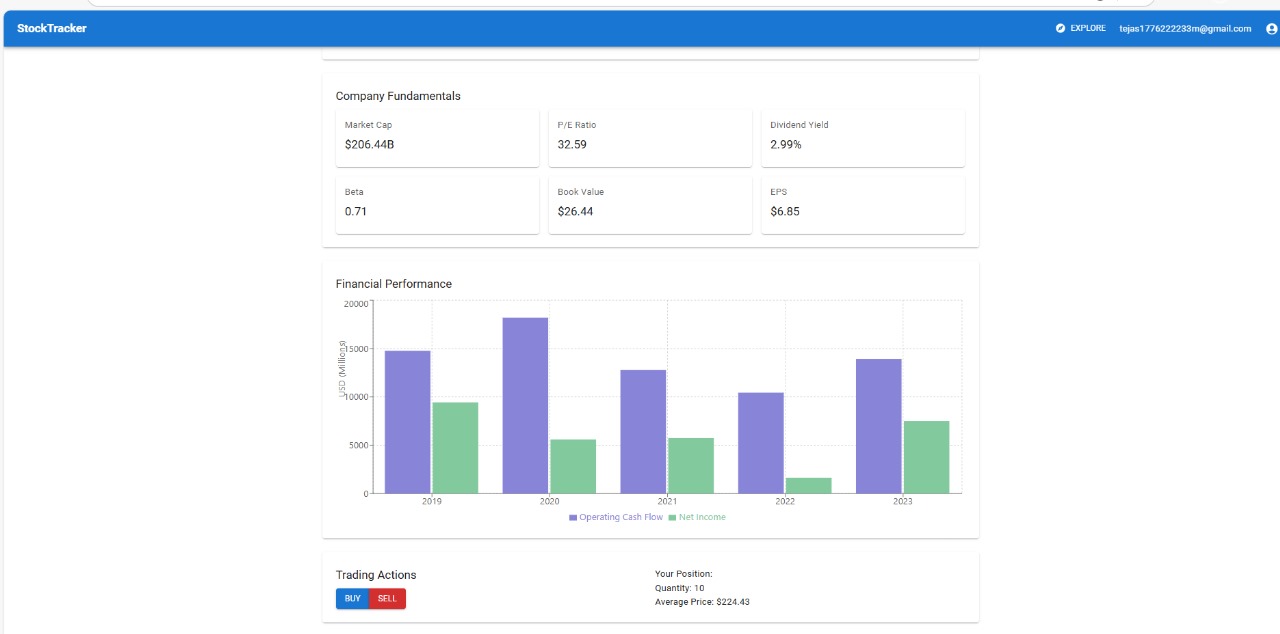 StockTracker
EXPLORE tejas1776222233m@gmail.com
Company Fundamentals
Market Cap P/E Ratio Dividend Yield
$206.44B 32.59 2.99%
Beta Book Value EPS
0.71 $26.44 $6.85
Financial Performance
USD (Millions)
20000
15000
10000
5000
0
2019 2020 2021 2022 2023
Operating Cash Flow Net Income
Trading Actions
BUY SELL
Your Position:
Quantity: 10
Average Price: $224.43